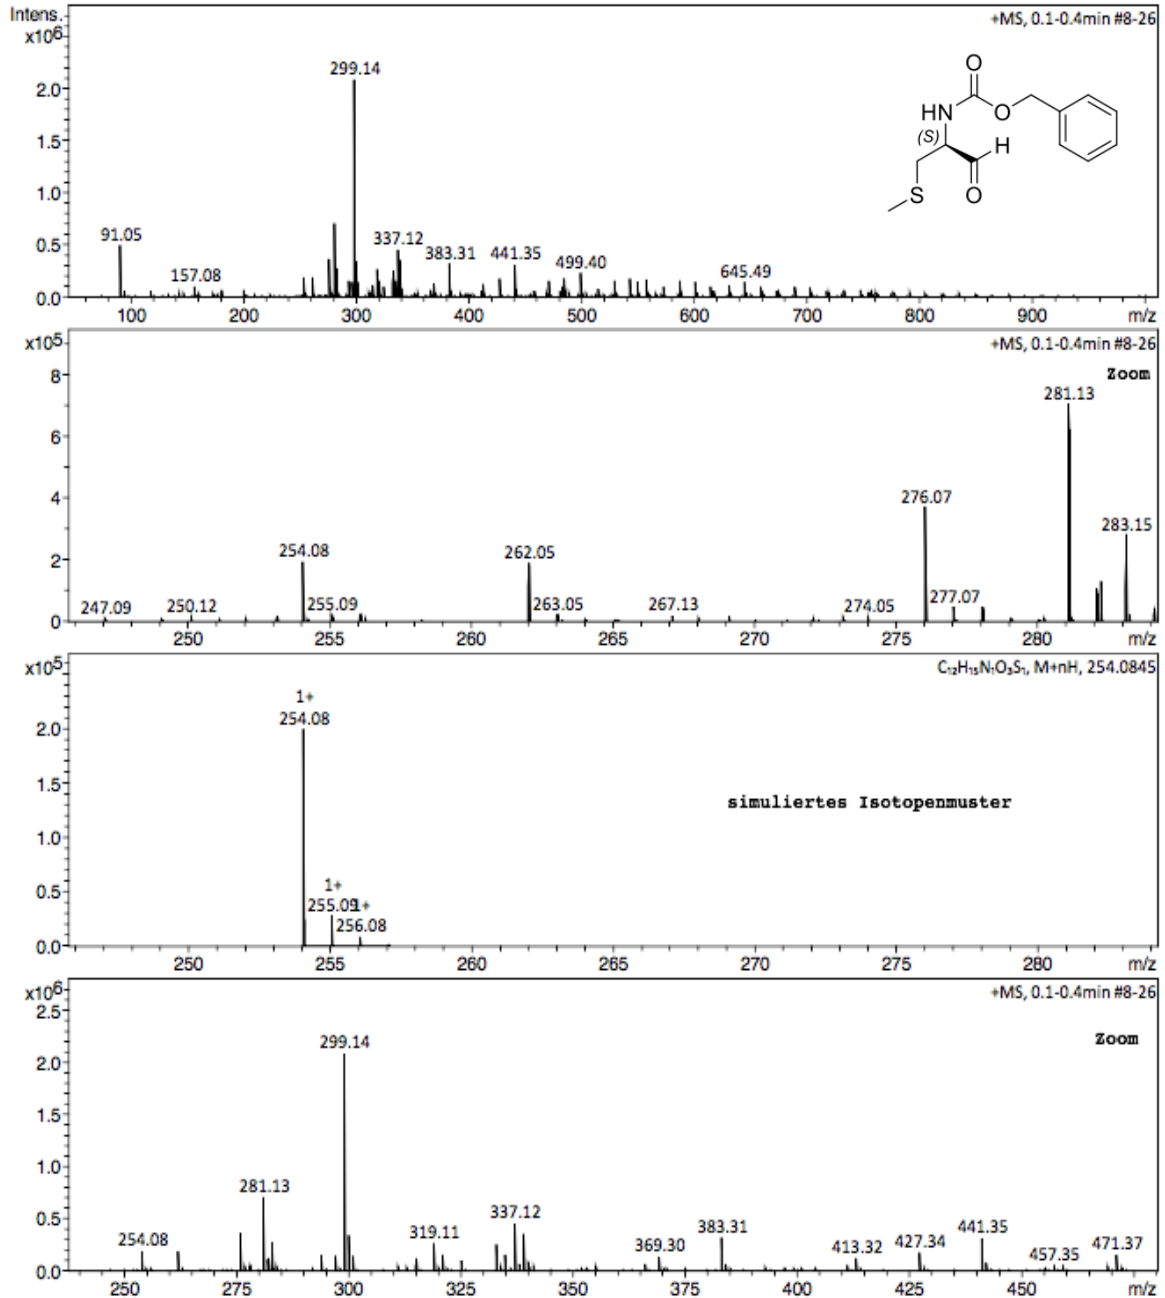 Intens.
x10⁶
+MS, 0.1-0.4min #8-26
2.0
1.5
1.0
0.5
0.0
299.14
91.05
157.08
337.12
383.31
441.35
499.40
645.49
O
HN
O
(S)
H
S
O
100 200 300 400 500 600 700 800 900 m/z
x10⁵
+MS, 0.1-0.4min #8-26
Zoom
8
6
4
2
0
247.09
250.12
254.08
255.09
262.05
263.05
267.13
274.05
276.07
277.07
281.13
283.15
250 255 260 265 270 275 280 m/z
x10⁵
C₁₂H₁₅N₁O₃S₁, M+nH, 254.0845
2.0
1.5
1.0
0.5
0.0
1+
254.08
1+
255.09
1+
256.08
simuliertes Isotopenmuster
250 255 260 265 270 275 280 m/z
x10⁶
+MS, 0.1-0.4min #8-26
Zoom
2.5
2.0
1.5
1.0
0.5
0.0
254.08
281.13
299.14
319.11
337.12
369.30
383.31
413.32
427.34
441.35
457.35
471.37
250 275 300 325 350 375 400 425 450 m/z